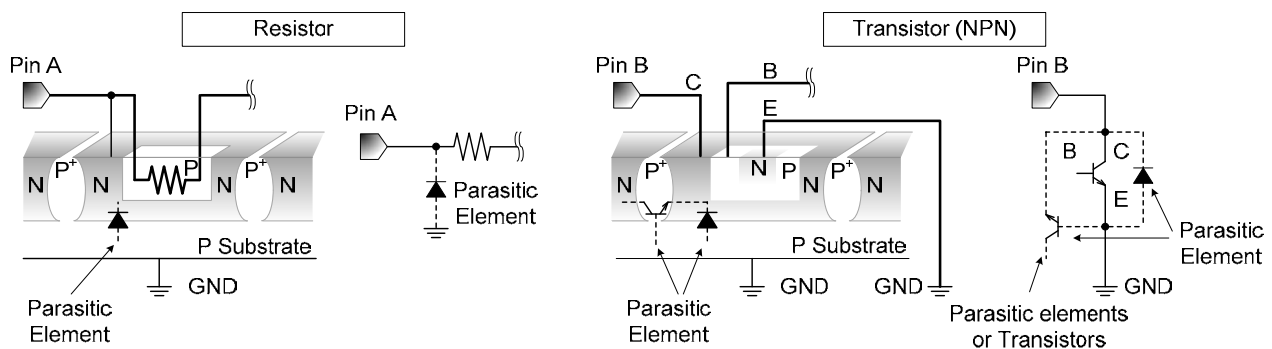 Resistor
Pin A
N
P+
N
P
N
P+
N
P Substrate
GND
Parasitic
Element
Pin A
Parasitic
Element
Transistor (NPN)
Pin B
C
B
E
N
P+
N
P
N
P+
N
P Substrate
GND
GND
Parasitic
Element
Pin B
B
C
E
GND
Parasitic
Element
Parasitic elements
or Transistors